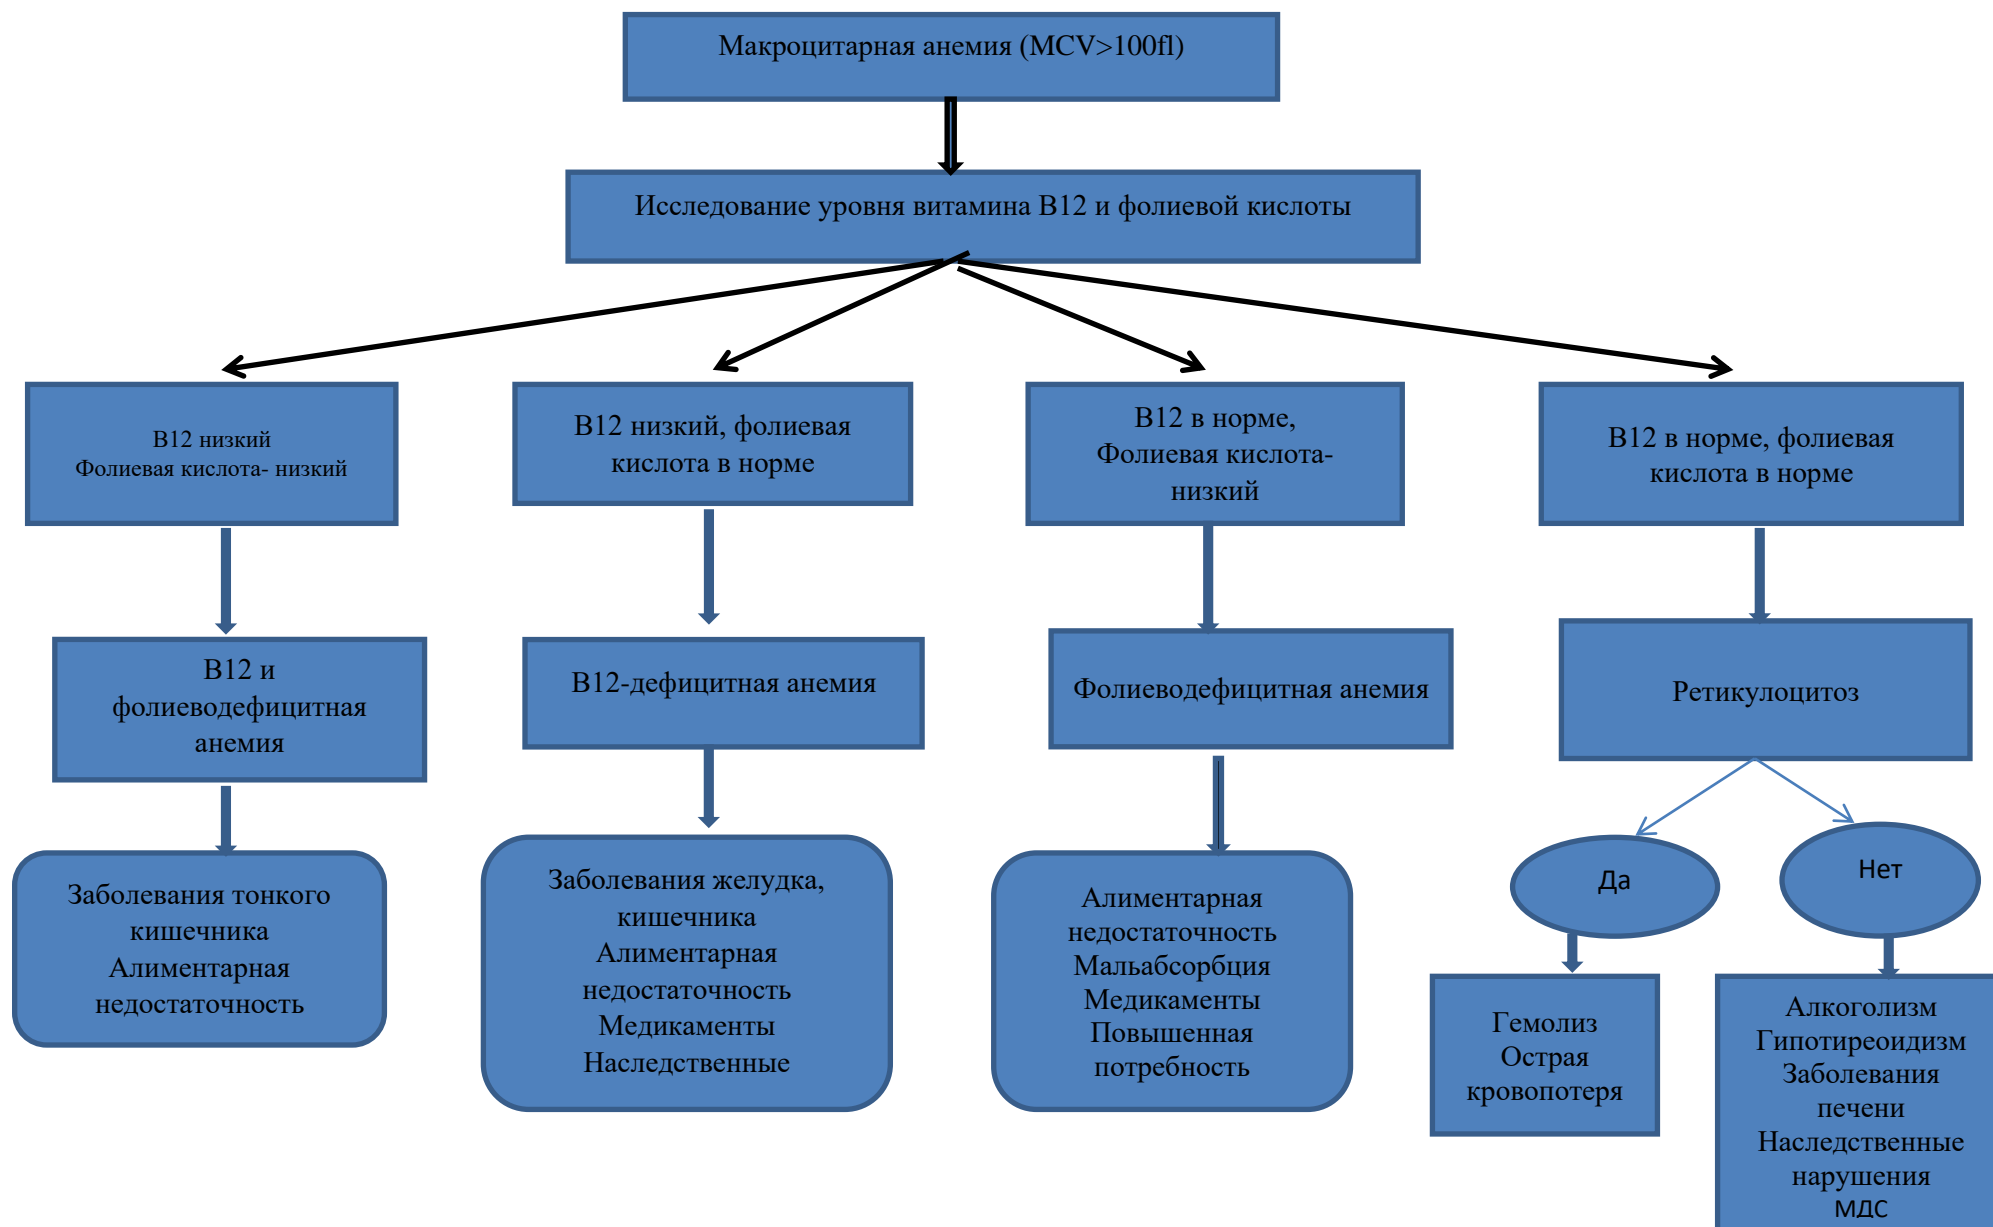 Макроцитарная анемия (MCV>100fl)
Исследование уровня витамина В12 и фолиевой кислоты
В12 низкий
Фолиевая кислота- низкий
В12 низкий, фолиевая
кислота в норме
В12 в норме,
Фолиевая кислота-
низкий
В12 в норме, фолиевая
кислота в норме
В12 и
фолиеводефицитная
анемия
В12-дефицитная анемия
Фолиеводефицитная анемия
Ретикулоцитоз
Заболевания тонкого
кишечника
Алиментарная
недостаточность
Заболевания желудка,
кишечника
Алиментарная
недостаточность
Медикаменты
Наследственные
Алиментарная
недостаточность
Мальабсорбция
Медикаменты
Повышенная
потребность
Да
Нет
Гемолиз
Острая
кровопотеря
Алкоголизм
Гипотиреоидизм
Заболевания
печени
Наследственные
нарушения
МДС